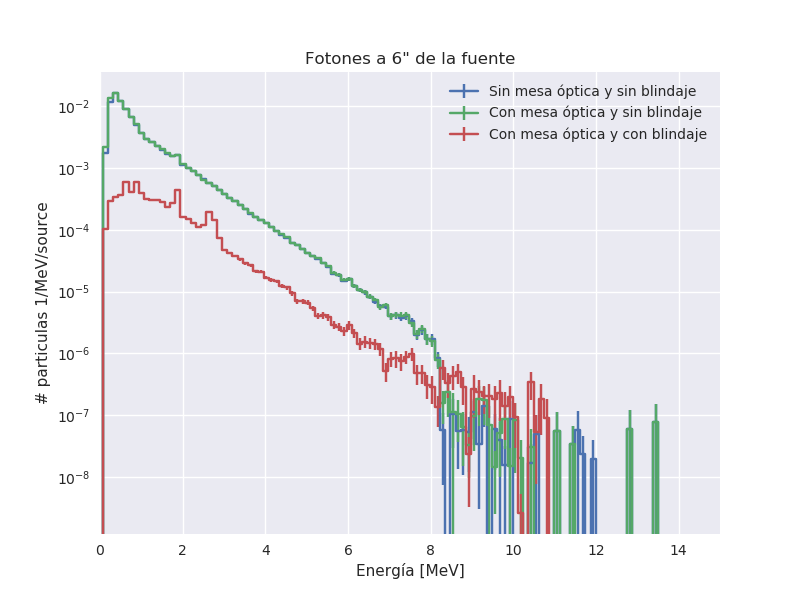 Fotones a 6" de la fuente
Sin mesa óptica y sin blindaje
Con mesa óptica y sin blindaje
Con mesa óptica y con blindaje
# particulas 1/MeV/source
10⁻²
10⁻³
10⁻⁴
10⁻⁵
10⁻⁶
10⁻⁷
10⁻⁸
0 2 4 6 8 10 12 14
Energía [MeV]